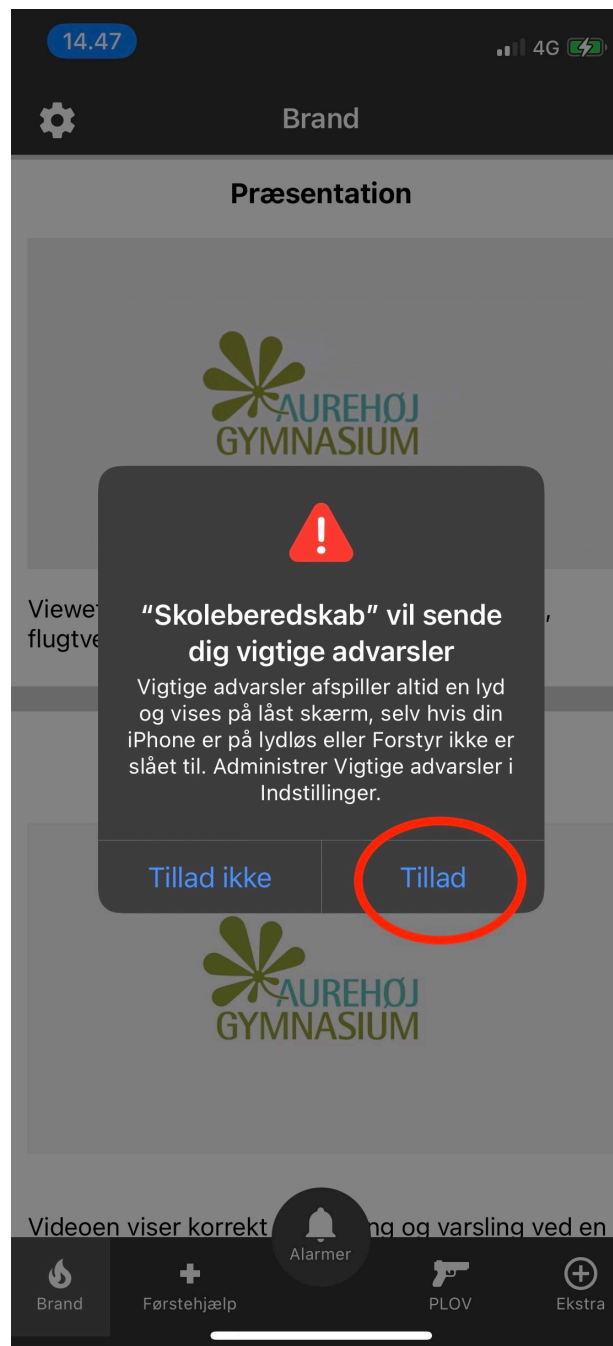 14.47
4G
Brand
Præsentation
AUREHØJ
GYMNASIUM
Viewet
,
flugtve
“Skoleberedskab” vil sende
dig vigtige advarsler
Vigtige advarsler afspiller altid en lyd
og vises på låst skærm, selv hvis din
iPhone er på lydløs eller Forstyr ikke er
slået til. Administrer Vigtige advarsler i
Indstillinger.
Tillad ikke
Tillad
AUREHØJ
GYMNASIUM
Videoen viser korrekt ng og varsling ved en
Alarmer
Brand
Førstehjælp
PLOV
Ekstra